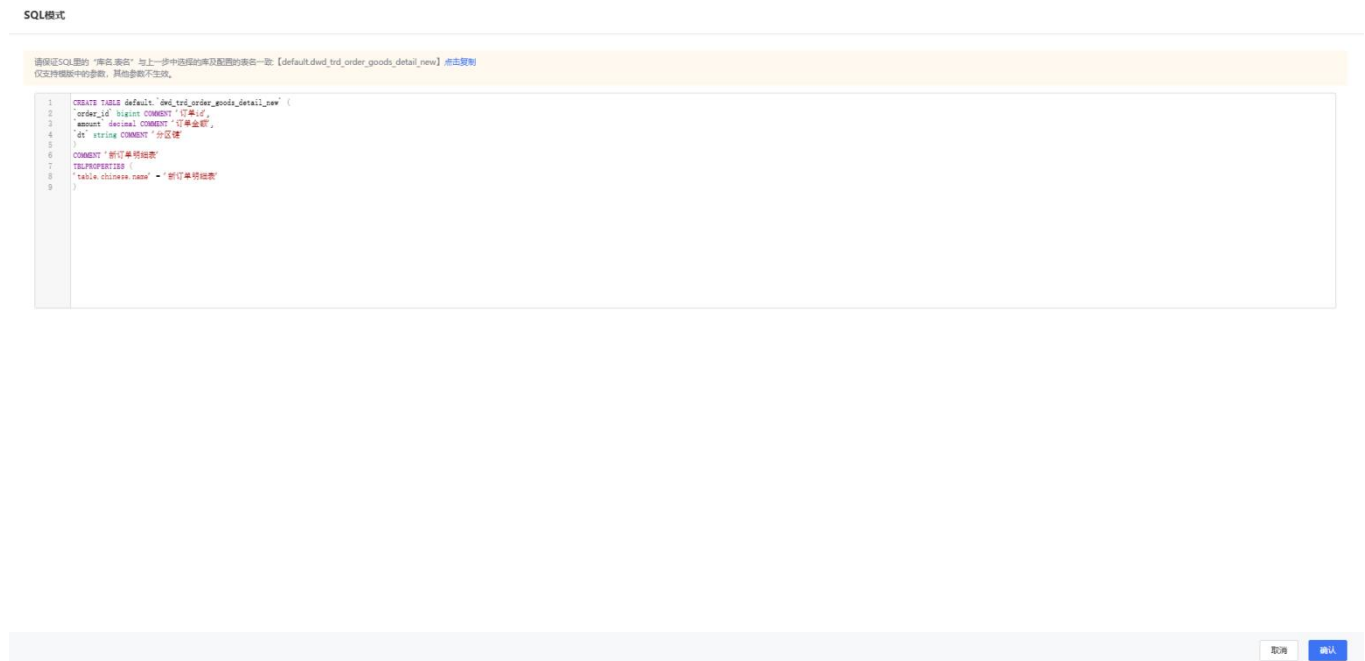 SQL模式
请保证SQL里的“库名.表名”与上一步中选择的库及配置的表名一致【default.dwd_trd_order_goods_detail_new】点击复制
仅支持模版中的参数，其他参数不生效。
1 CREATE TABLE default.`dwd_trd_order_goods_detail_new` (
2 `order_id` bigint COMMENT '订单id',
3 `amount` decimal COMMENT '订单金额',
4 `dt` string COMMENT '分区键'
5 )
6 COMMENT '新订单明细表'
7 TBLPROPERTIES (
8 'table.chinese.name' = '新订单明细表'
9 )
取消 确认